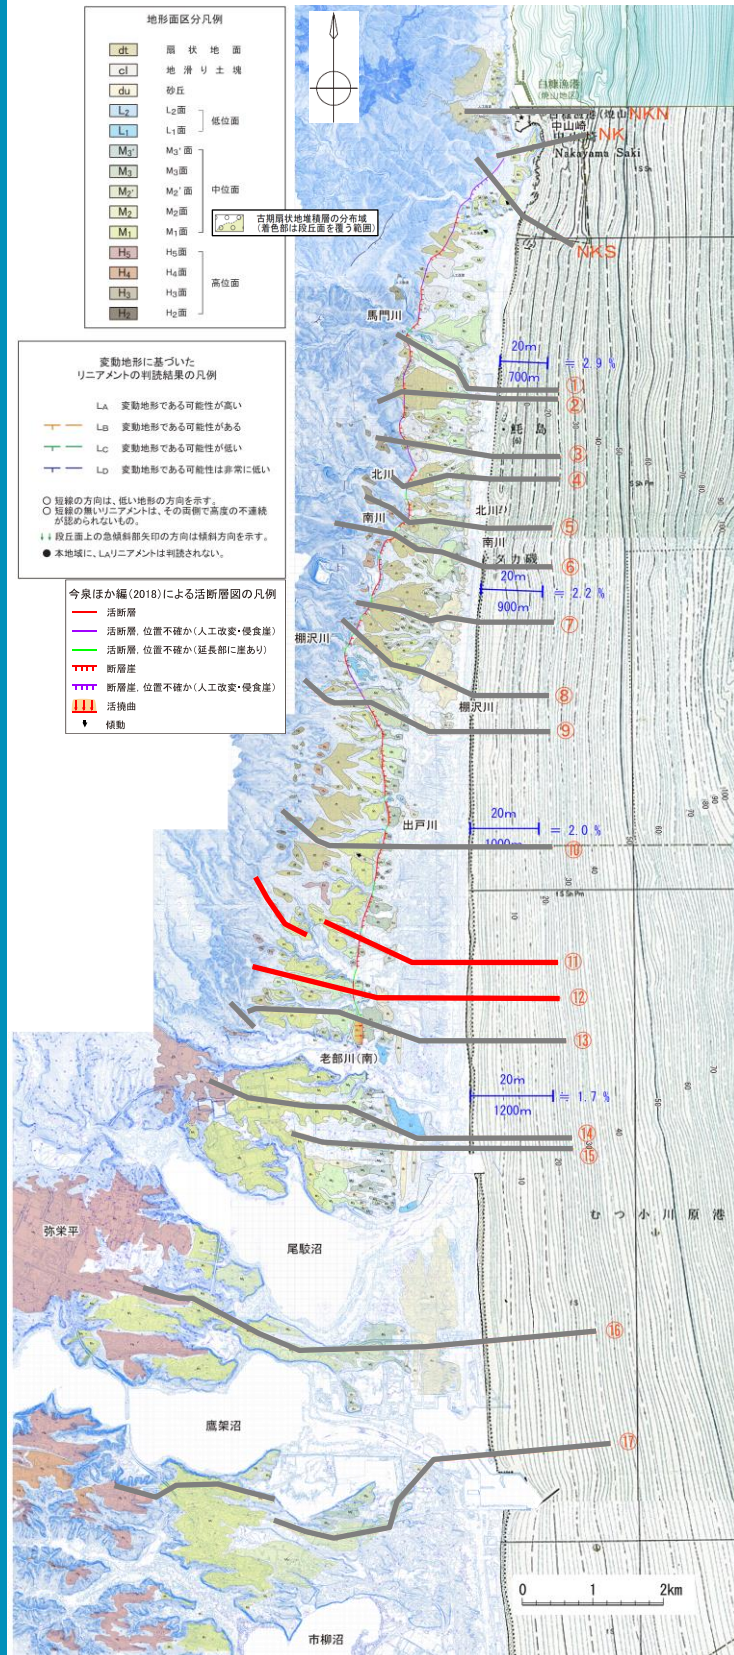 地形面区分凡例
dt 扇状地面
cl 地滑り土塊
du 砂丘
L₂ L₂面
L₁ L₁面
低位面
M₃' M₃'面
M₃ M₃面
M₂' M₂'面
M₂ M₂面
M₁ M₁面
中位面
H₅ H₅面
H₄ H₄面
H₃ H₃面
H₂ H₂面
高位面
古期扇状地堆積層の分布域
(着色部は段丘面を覆う範囲)
変動地形に基づいた
リニアメントの判読結果の凡例
LA 変動地形である可能性が高い
LB 変動地形である可能性がある
LC 変動地形である可能性が低い
LD 変動地形である可能性は非常に低い
○ 短線の方向は、低い地形の方向を示す。
○ 短線の無いリニアメントは、その両側で高度の不連続
が認められないもの。
↓↓ 段丘面上の急傾斜部矢印の方向は傾斜方向を示す。
● 本地域に、LAリニアメントは判読されない。
今泉ほか編(2018)による活断層図の凡例
活断層
活断層, 位置不確か(人工改変・侵食崖)
活断層, 位置不確か(延長部に崖あり)
断層崖
断層崖, 位置不確か(人工改変・侵食崖)
活撓曲
傾動
白糠漁港
(焼山地区)
NKN
中山崎
NK
Nakayama Saki
NKS
馬門川
20m
700m
≒ 2.9 %
①
②
③
④
北川
北川
⑤
南川
南川
⑥
タカ磯
20m
900m
≒ 2.2 %
⑦
棚沢川
⑧
棚沢川
⑨
出戸川
20m
1000m
= 2.0 %
⑩
⑪
⑫
⑬
老部川(南)
20m
1200m
≒ 1.7 %
⑭
⑮
むつ小川原港
弥栄平
尾駮沼
⑯
鷹架沼
⑰
0 1 2km
市柳沼